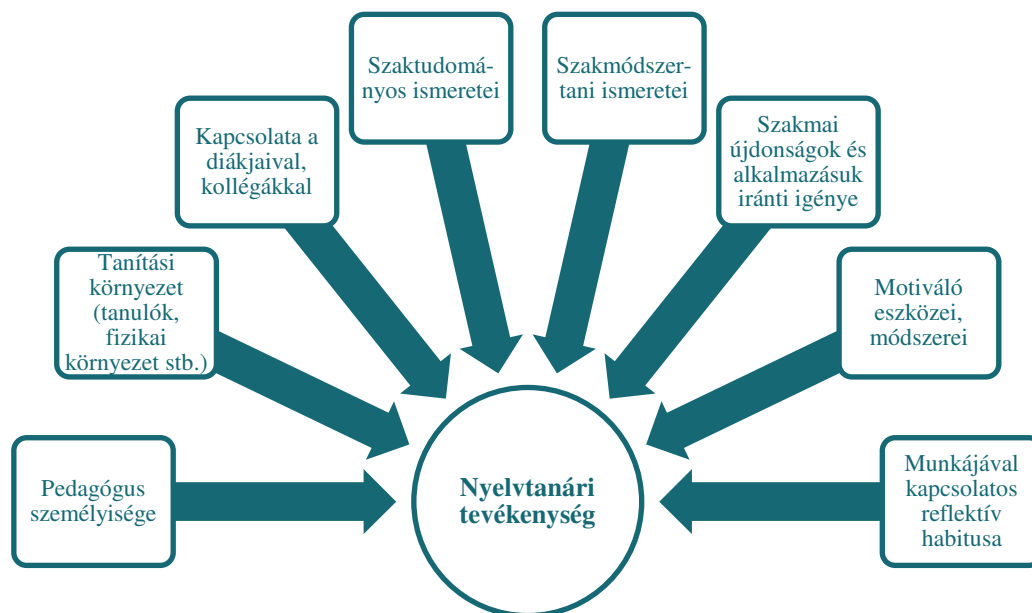 Szaktudomá-
nyos ismeretei
Szakmódszer-
tani ismeretei
Kapcsolata a
diákjaival,
kollégákkal
Szakmai
újdonságok és
alkalmazásuk
iránti igénye
Tanítási
környezet
(tanulók,
fizikai
környezet stb.)
Motiváló
eszközei,
módszerei
Pedagógus
személyisége
Nyelvtanári
tevékenység
Munkájával
kapcsolatos
reflektív
habitusa